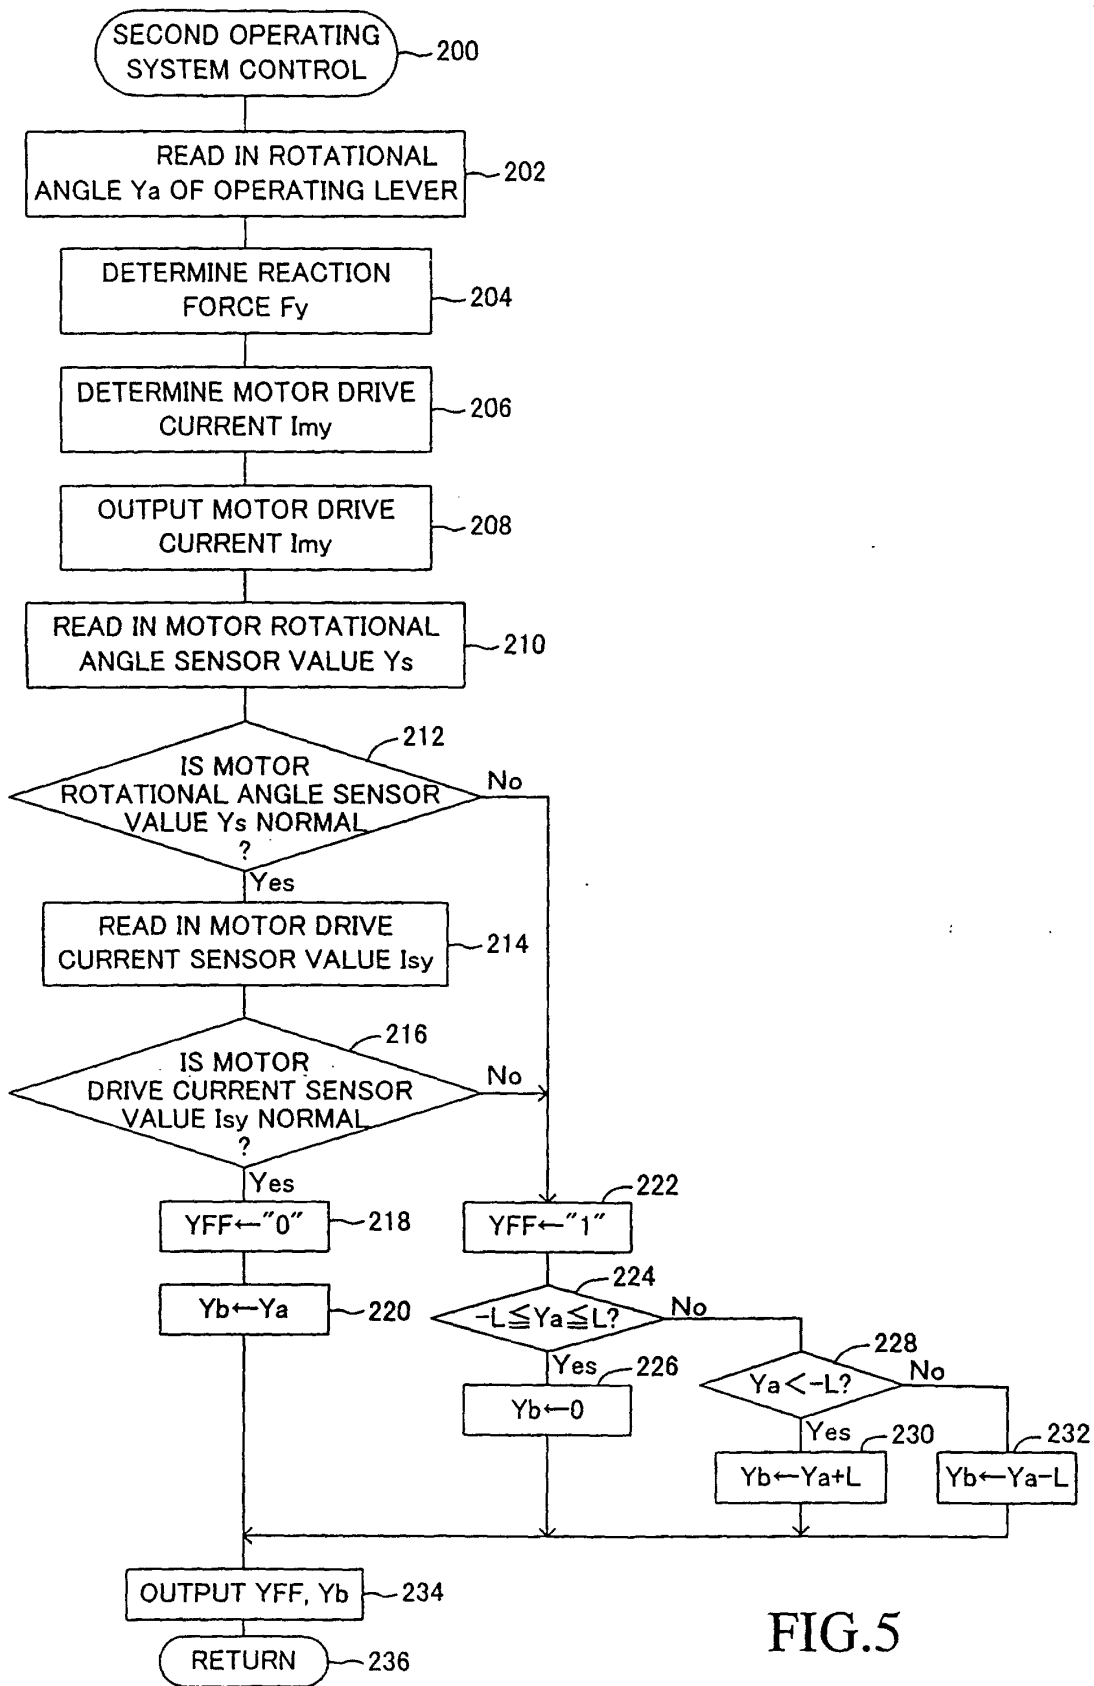 SECOND OPERATING
SYSTEM CONTROL
200
READ IN ROTATIONAL
ANGLE Ya OF OPERATING LEVER
202
DETERMINE REACTION
FORCE Fy
204
DETERMINE MOTOR DRIVE
CURRENT Imy
206
OUTPUT MOTOR DRIVE
CURRENT Imy
208
READ IN MOTOR ROTATIONAL
ANGLE SENSOR VALUE Ys
210
212
IS MOTOR
ROTATIONAL ANGLE SENSOR
VALUE Ys NORMAL
?
No
Yes
READ IN MOTOR DRIVE
CURRENT SENSOR VALUE Isy
214
216
IS MOTOR
DRIVE CURRENT SENSOR
VALUE Isy NORMAL
?
No
Yes
YFF←"0"
218
222
YFF←"1"
Yb←Ya
220
224
-L≦Ya≦L?
No
Yes
226
Yb←0
228
Ya<-L?
No
Yes
230
Yb←Ya+L
232
Yb←Ya-L
OUTPUT YFF, Yb
234
RETURN
236
FIG.5